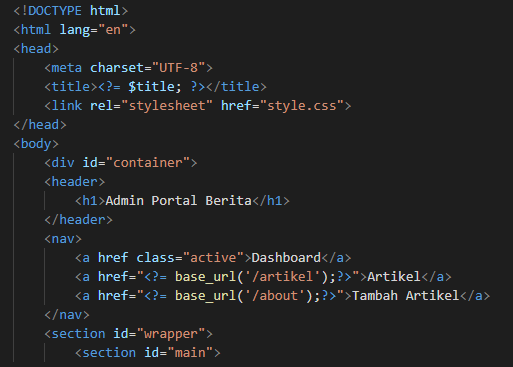 <!DOCTYPE html>
<html lang="en">
<head>
    <meta charset="UTF-8">
    <title><?= $title; ?></title>
    <link rel="stylesheet" href="style.css">
</head>
<body>
    <div id="container">
    <header>
        <h1>Admin Portal Berita</h1>
    </header>
    <nav>
        <a href class="active">Dashboard</a>
        <a href="<?= base_url('/artikel');?>">Artikel</a>
        <a href="<?= base_url('/about');?>">Tambah Artikel</a>
    </nav>
    <section id="wrapper">
        <section id="main">